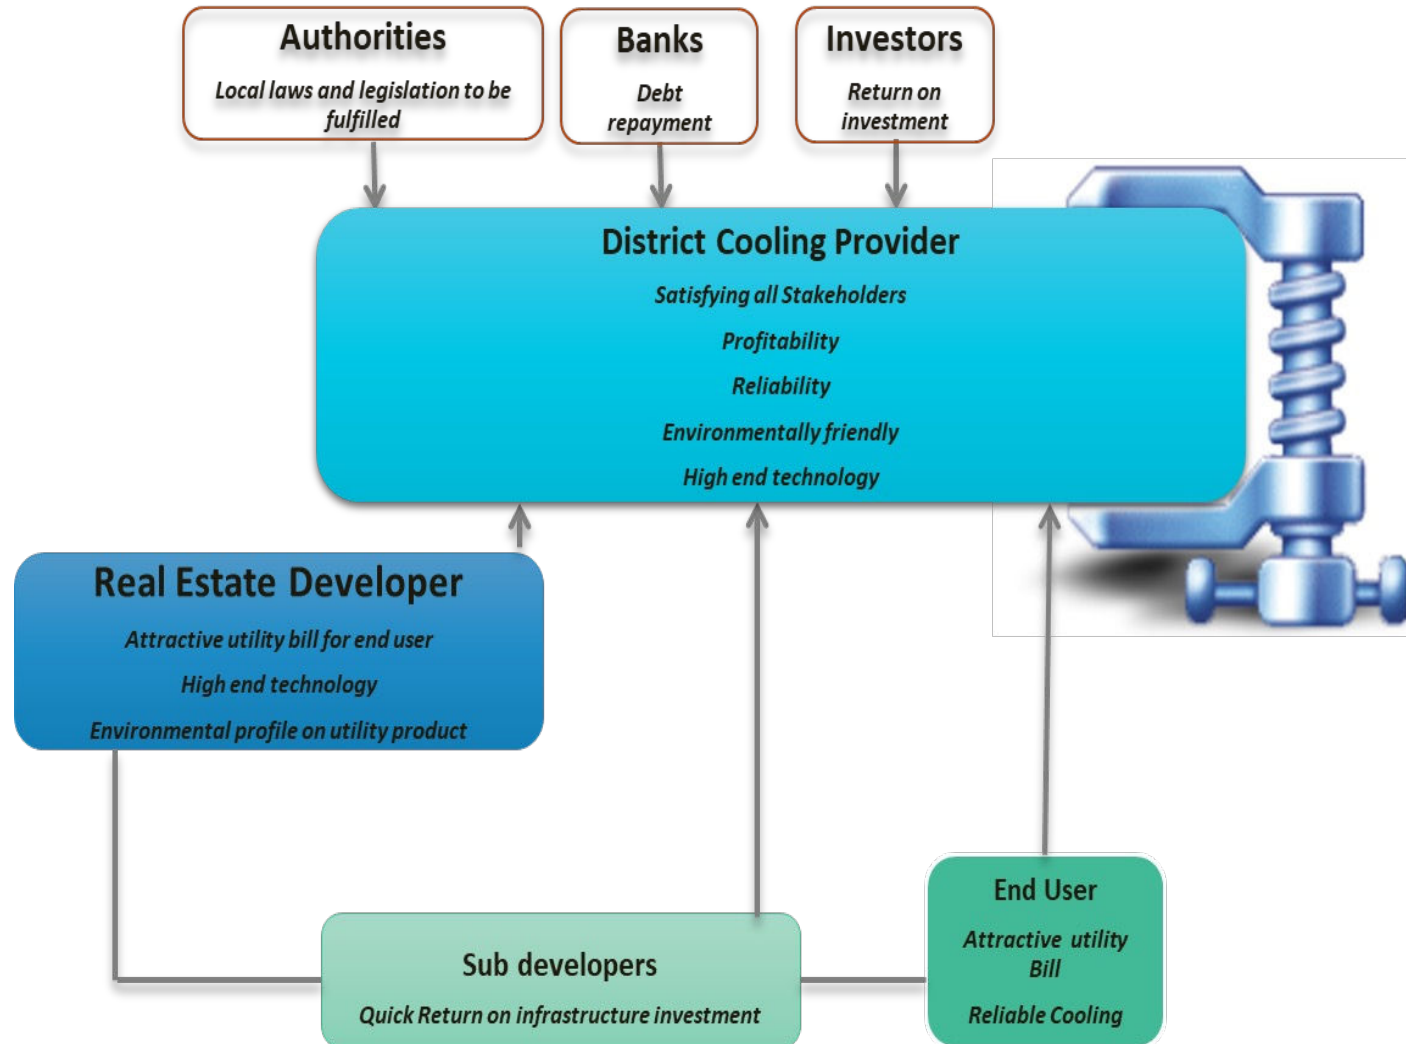 Authorities
Local laws and legislation to be
fulfilled
Banks
Debt
repayment
Investors
Return on
investment
District Cooling Provider
Satisfying all Stakeholders
Profitability
Reliability
Environmentally friendly
High end technology
Real Estate Developer
Attractive utility bill for end user
High end technology
Environmental profile on utility product
Sub developers
Quick Return on infrastructure investment
End User
Attractive utility
Bill
Reliable Cooling